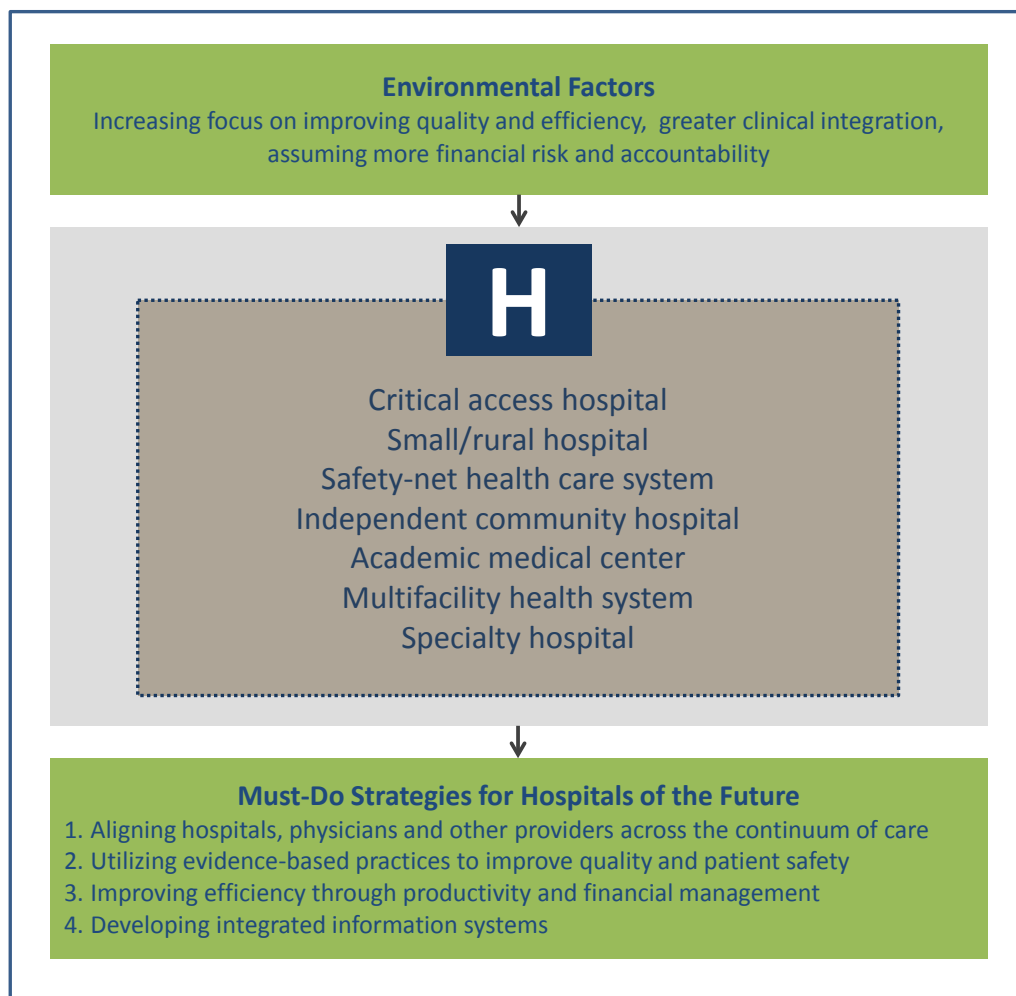 Environmental Factors
Increasing focus on improving quality and efficiency,  greater clinical integration,
assuming more financial risk and accountability
H
Critical access hospital
Small/rural hospital
Safety-net health care system
Independent community hospital
Academic medical center
Multifacility health system
Specialty hospital
Must-Do Strategies for Hospitals of the Future
1. Aligning hospitals, physicians and other providers across the continuum of care
2. Utilizing evidence-based practices to improve quality and patient safety
3. Improving efficiency through productivity and financial management
4. Developing integrated information systems